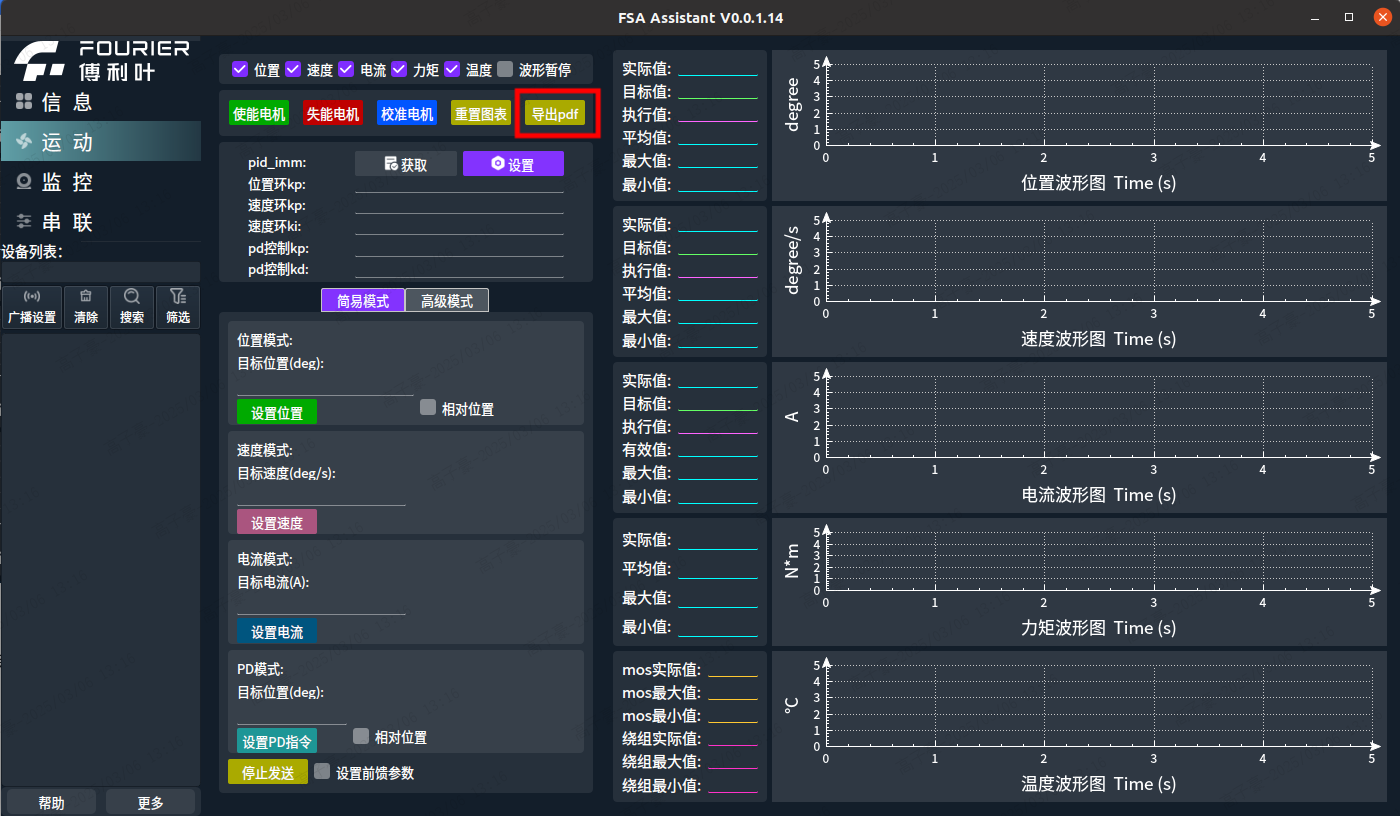 FSA Assistant V0.0.1.14
FOURIER
傅利叶
信 息
运 动
监 控
串 联
设备列表:
广播设置 清除 搜索 筛选
帮助 更多
位置 速度 电流 力矩 温度 波形暂停
使能电机 失能电机 校准电机 重置图表 导出pdf
pid_imm: 获取 设置
位置环kp:
速度环kp:
速度环ki:
pd控制kp:
pd控制kd:
简易模式 高级模式
位置模式:
目标位置(deg):
设置位置 相对位置
速度模式:
目标速度(deg/s):
设置速度
电流模式:
目标电流(A):
设置电流
PD模式:
目标位置(deg):
设置PD指令 相对位置
停止发送 设置前馈参数
实际值:
目标值:
执行值:
平均值:
最大值:
最小值:
degree
5
4
3
2
1
0
0 1 2 3 4 5
位置波形图 Time (s)
实际值:
目标值:
执行值:
平均值:
最大值:
最小值:
degree/s
5
4
3
2
1
0
0 1 2 3 4 5
速度波形图 Time (s)
实际值:
目标值:
执行值:
有效值:
最大值:
最小值:
A
5
4
3
2
1
0
0 1 2 3 4 5
电流波形图 Time (s)
实际值:
平均值:
最大值:
最小值:
N*m
5
4
3
2
1
0
0 1 2 3 4 5
力矩波形图 Time (s)
mos实际值:
mos最大值:
mos最小值:
绕组实际值:
绕组最大值:
绕组最小值:
℃
5
4
3
2
1
0
0 1 2 3 4 5
温度波形图 Time (s)